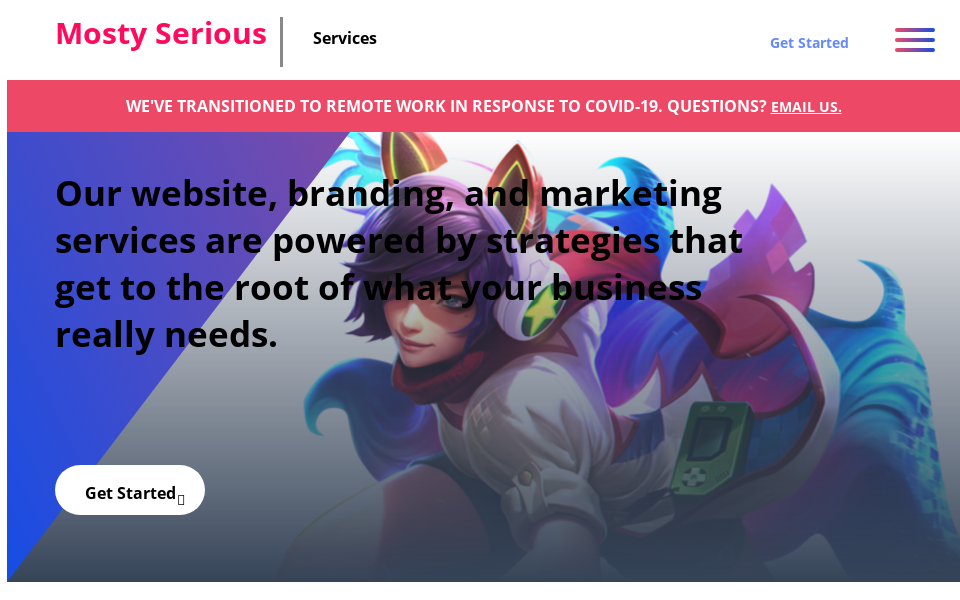 Mosty Serious
Services
Get Started
WE'VE TRANSITIONED TO REMOTE WORK IN RESPONSE TO COVID-19. QUESTIONS? EMAIL US.
Our website, branding, and marketing
services are powered by strategies that
get to the root of what your business
really needs.
Get Started